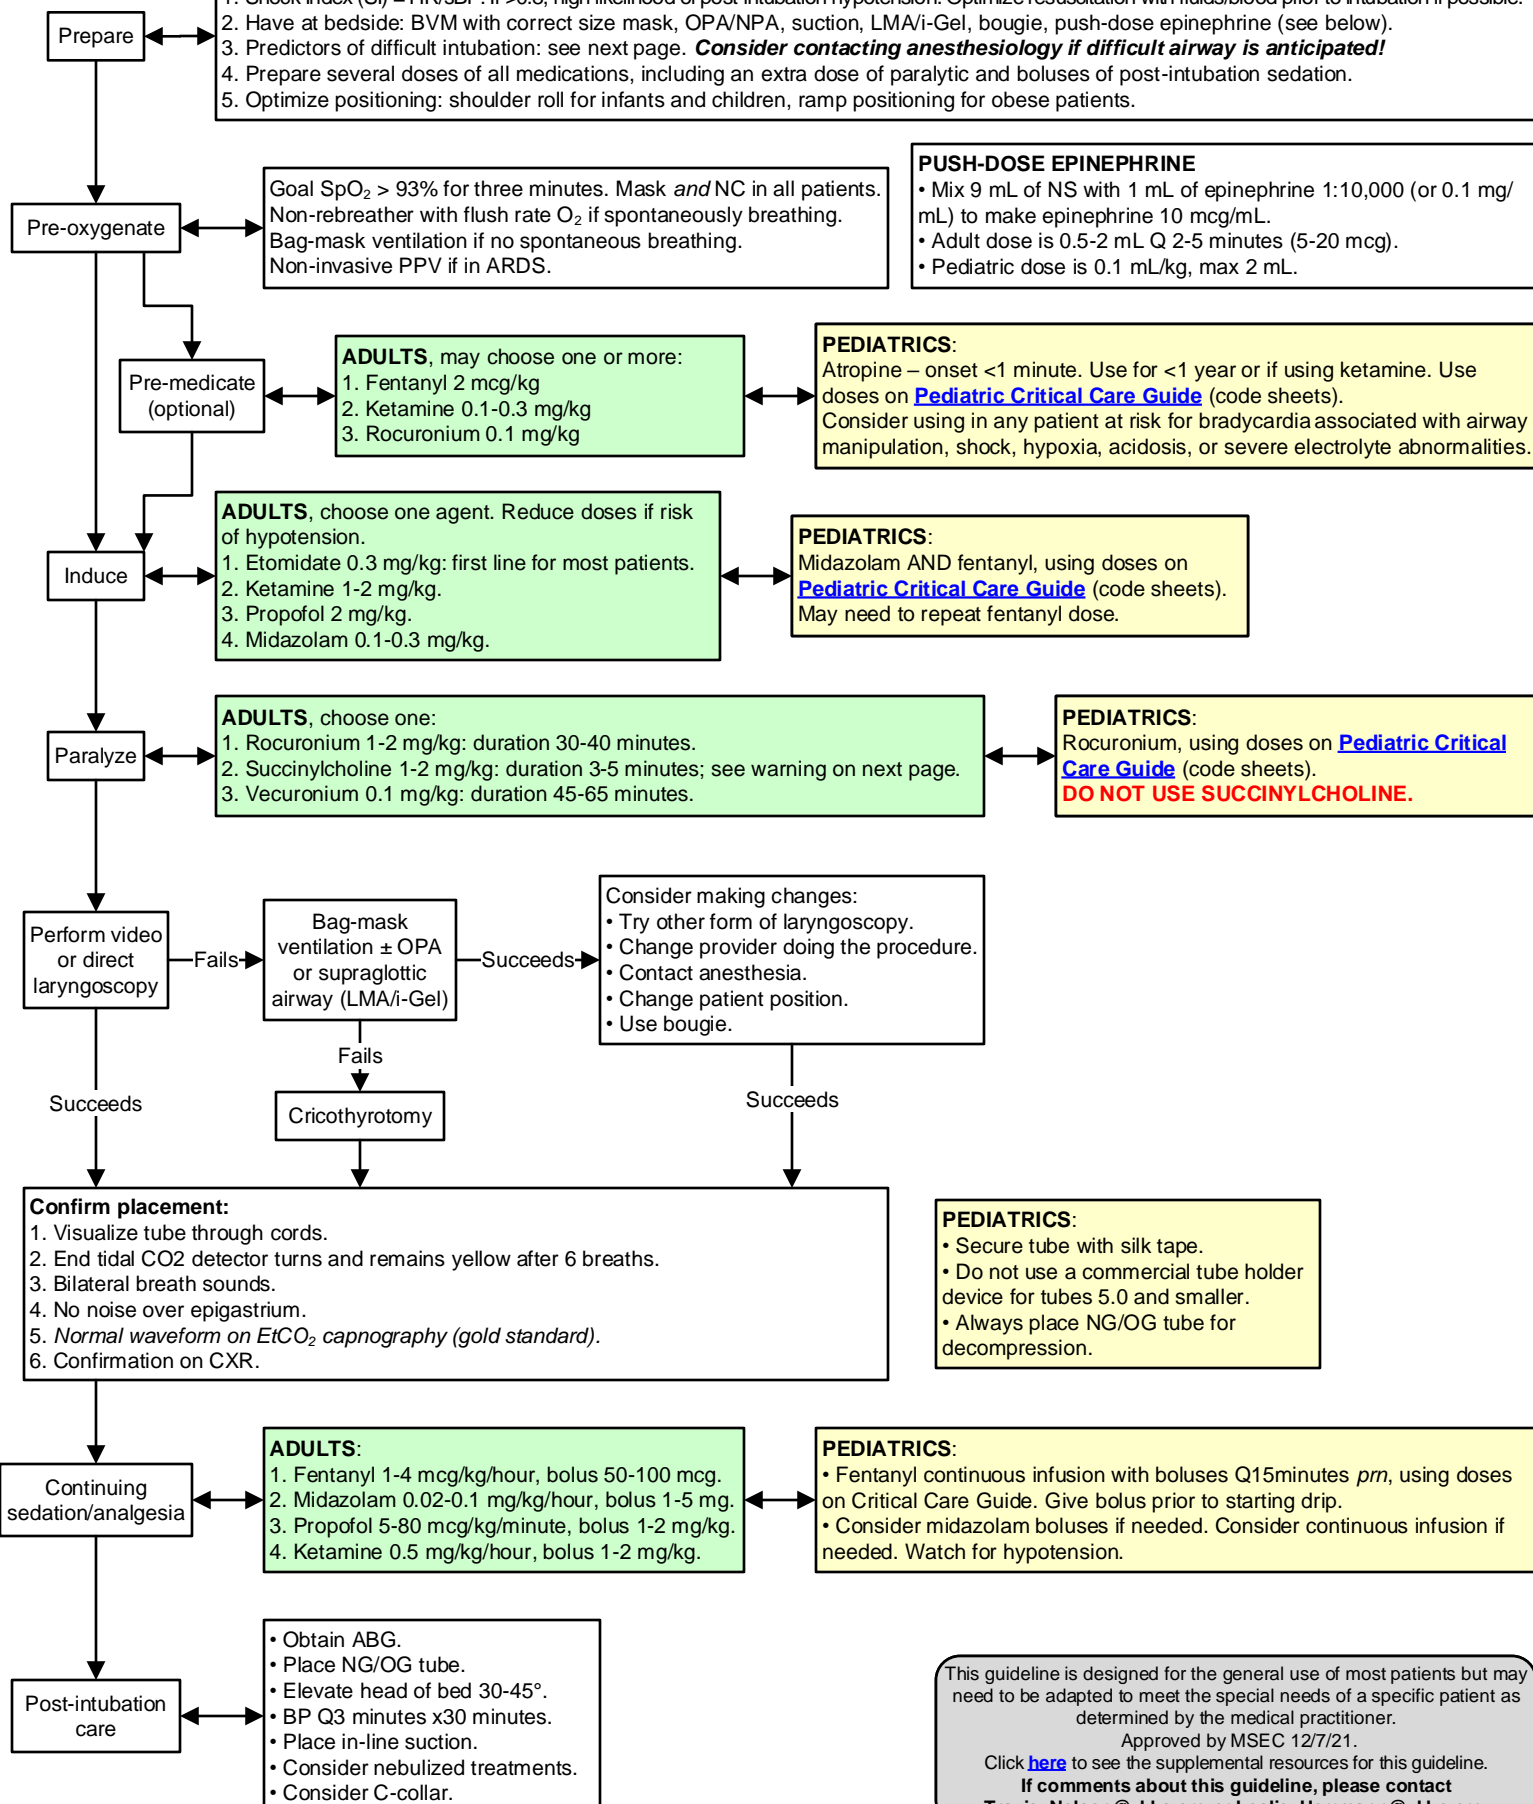 1. Shock Index (SI) = HR/SBP. If >0.8, high likelihood of post-intubation hypotension. Optimize resuscitation with fluids/blood prior to intubation if possible.
Prepare
2. Have at bedside: BVM with correct size mask, OPA/NPA, suction, LMA/i-Gel, bougie, push-dose epinephrine (see below).
3. Predictors of difficult intubation: see next page. Consider contacting anesthesiology if difficult airway is anticipated!
4. Prepare several doses of all medications, including an extra dose of paralytic and boluses of post-intubation sedation.
5. Optimize positioning: shoulder roll for infants and children, ramp positioning for obese patients.
Pre-oxygenate
Goal SpO₂ > 93% for three minutes. Mask and NC in all patients.
Non-rebreather with flush rate O₂ if spontaneously breathing.
Bag-mask ventilation if no spontaneous breathing.
Non-invasive PPV if in ARDS.
PUSH-DOSE EPINEPHRINE
• Mix 9 mL of NS with 1 mL of epinephrine 1:10,000 (or 0.1 mg/
mL) to make epinephrine 10 mcg/mL.
• Adult dose is 0.5-2 mL Q 2-5 minutes (5-20 mcg).
• Pediatric dose is 0.1 mL/kg, max 2 mL.
Pre-medicate
(optional)
ADULTS, may choose one or more:
1. Fentanyl 2 mcg/kg
2. Ketamine 0.1-0.3 mg/kg
3. Rocuronium 0.1 mg/kg
PEDIATRICS:
Atropine – onset <1 minute. Use for <1 year or if using ketamine. Use
doses on Pediatric Critical Care Guide (code sheets).
Consider using in any patient at risk for bradycardia associated with airway
manipulation, shock, hypoxia, acidosis, or severe electrolyte abnormalities.
Induce
ADULTS, choose one agent. Reduce doses if risk
of hypotension.
1. Etomidate 0.3 mg/kg: first line for most patients.
2. Ketamine 1-2 mg/kg.
3. Propofol 2 mg/kg.
4. Midazolam 0.1-0.3 mg/kg.
PEDIATRICS:
Midazolam AND fentanyl, using doses on
Pediatric Critical Care Guide (code sheets).
May need to repeat fentanyl dose.
Paralyze
ADULTS, choose one:
1. Rocuronium 1-2 mg/kg: duration 30-40 minutes.
2. Succinylcholine 1-2 mg/kg: duration 3-5 minutes; see warning on next page.
3. Vecuronium 0.1 mg/kg: duration 45-65 minutes.
PEDIATRICS:
Rocuronium, using doses on Pediatric Critical
Care Guide (code sheets).
DO NOT USE SUCCINYLCHOLINE.
Perform video
or direct
laryngoscopy
Fails
Bag-mask
ventilation ± OPA
or supraglottic
airway (LMA/i-Gel)
Succeeds
Consider making changes:
• Try other form of laryngoscopy.
• Change provider doing the procedure.
• Contact anesthesia.
• Change patient position.
• Use bougie.
Fails
Succeeds
Cricothyrotomy
Succeeds
Confirm placement:
1. Visualize tube through cords.
2. End tidal CO2 detector turns and remains yellow after 6 breaths.
3. Bilateral breath sounds.
4. No noise over epigastrium.
5. Normal waveform on EtCO₂ capnography (gold standard).
6. Confirmation on CXR.
PEDIATRICS:
• Secure tube with silk tape.
• Do not use a commercial tube holder
device for tubes 5.0 and smaller.
• Always place NG/OG tube for
decompression.
Continuing
sedation/analgesia
ADULTS:
1. Fentanyl 1-4 mcg/kg/hour, bolus 50-100 mcg.
2. Midazolam 0.02-0.1 mg/kg/hour, bolus 1-5 mg.
3. Propofol 5-80 mcg/kg/minute, bolus 1-2 mg/kg.
4. Ketamine 0.5 mg/kg/hour, bolus 1-2 mg/kg.
PEDIATRICS:
• Fentanyl continuous infusion with boluses Q15minutes prn, using doses
on Critical Care Guide. Give bolus prior to starting drip.
• Consider midazolam boluses if needed. Consider continuous infusion if
needed. Watch for hypotension.
Post-intubation
care
• Obtain ABG.
• Place NG/OG tube.
• Elevate head of bed 30-45°.
• BP Q3 minutes x30 minutes.
• Place in-line suction.
• Consider nebulized treatments.
• Consider C-collar.
This guideline is designed for the general use of most patients but may
need to be adapted to meet the special needs of a specific patient as
determined by the medical practitioner.
Approved by MSEC 12/7/21.
Click here to see the supplemental resources for this guideline.
If comments about this guideline, please contact